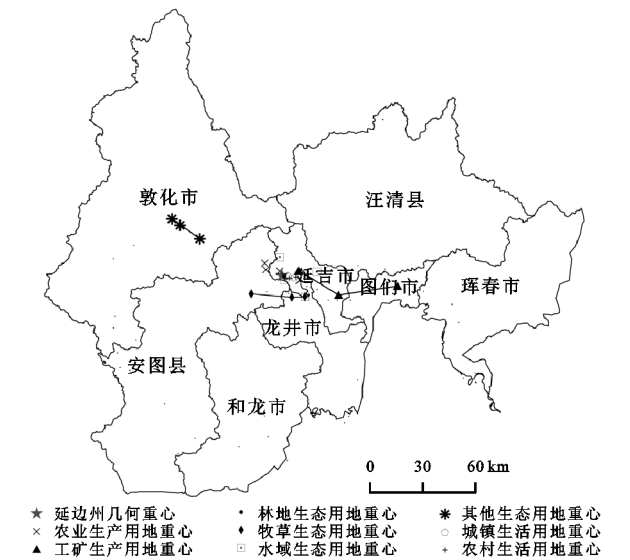 敦化市
汪清县
延吉市
图们市
珲春市
龙井市
安图县
和龙市
0 30 60 km
延边州几何重心 林地生态用地重心 其他生态用地重心
农业生产用地重心 牧草生态用地重心 城镇生活用地重心
工矿生产用地重心 水域生态用地重心 农村生活用地重心